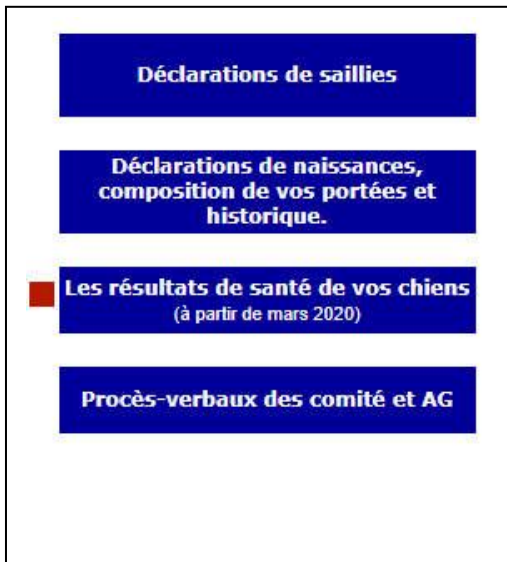 Déclarations de saillies
Déclarations de naissances,
composition de vos portées et
historique.
Les résultats de santé de vos chiens
(à partir de mars 2020)
Procès-verbaux des comité et AG